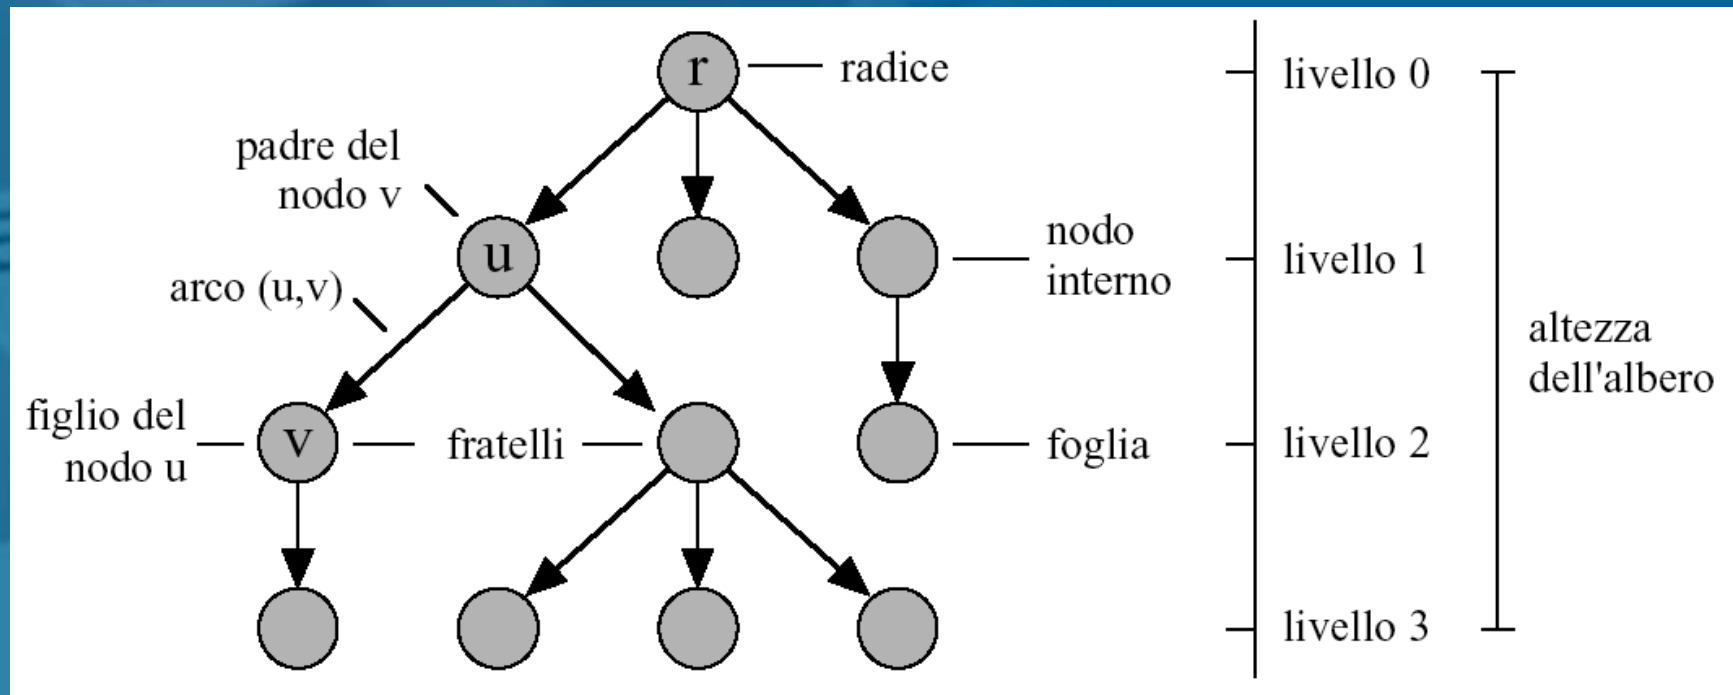 r
radice
livello 0
padre del
nodo v
u
nodo
interno
livello 1
arco (u,v)
altezza
dell'albero
figlio del
nodo u
v
fratelli
foglia
livello 2
livello 3